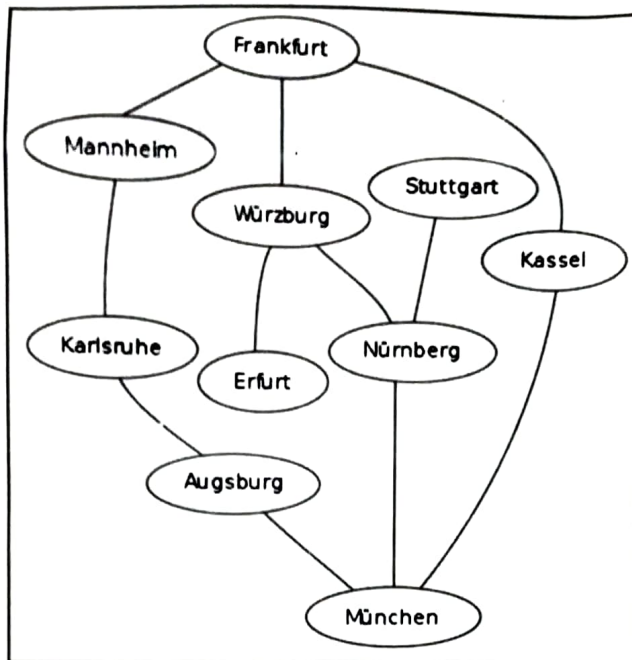 Frankfurt
Mannheim
Stuttgart
Würzburg
Kassel
Karlsruhe
Nürnberg
Erfurt
Augsburg
München